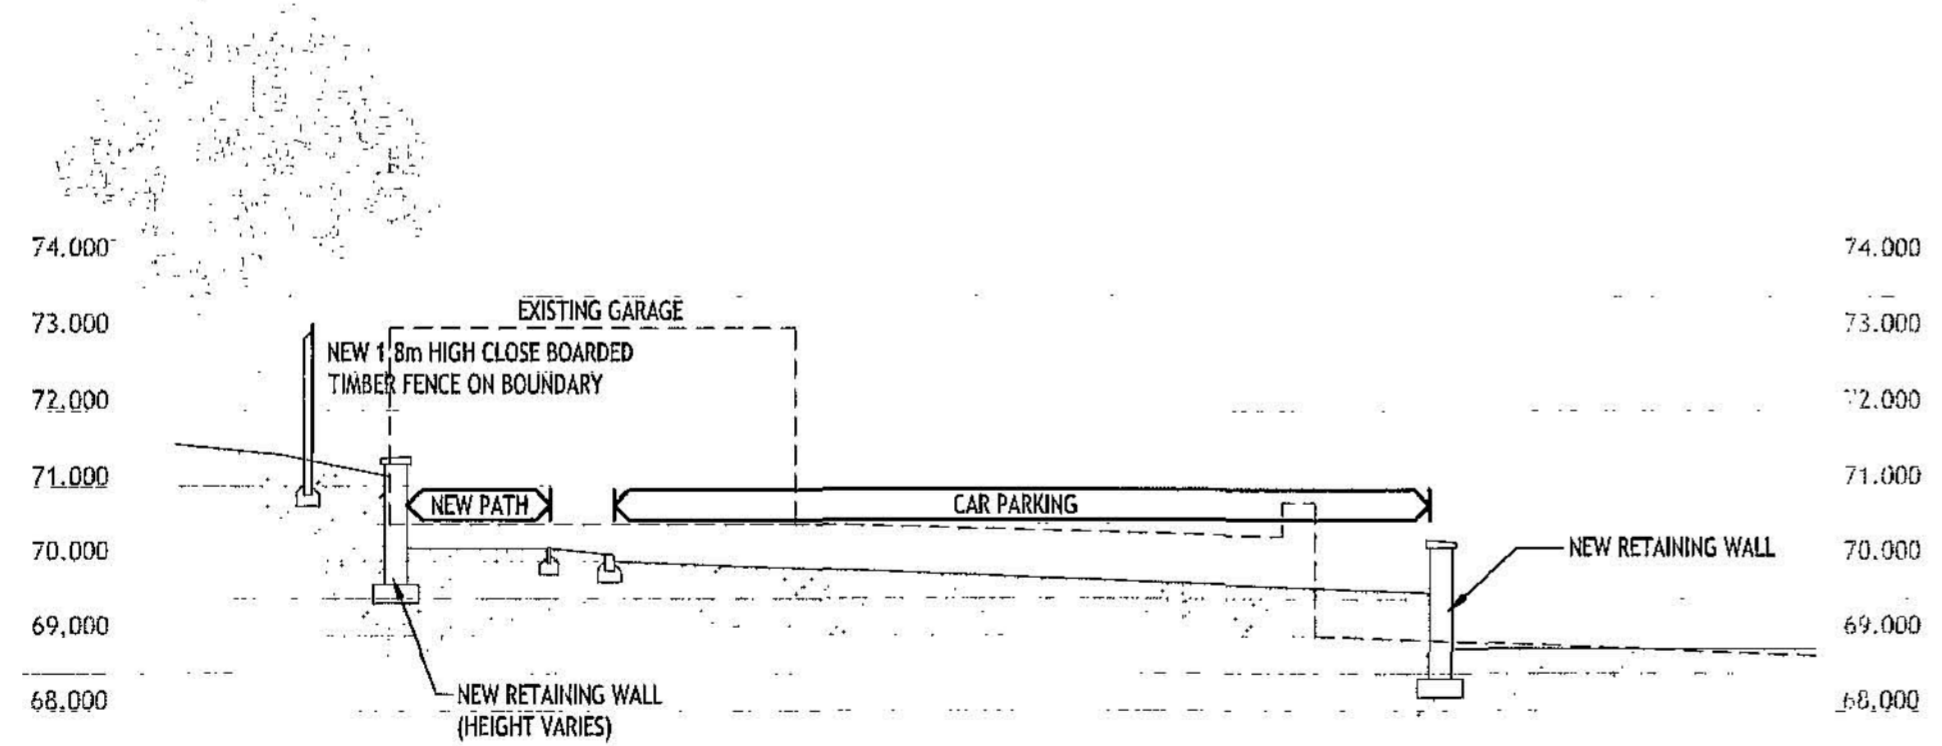 74.000
74.000
EXISTING GARAGE
73.000
73.000
NEW 1.8m HIGH CLOSE BOARDED
TIMBER FENCE ON BOUNDARY
72.000
72.000
71.000
71.000
NEW PATH
CAR PARKING
70.000
NEW RETAINING WALL
70.000
69,000
69.000
68.000
NEW RETAINING WALL
(HEIGHT VARIES)
68.000